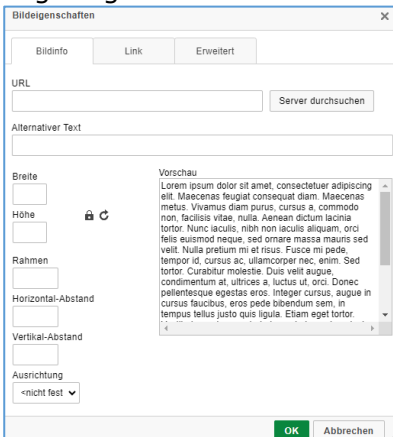 Bildeigenschaften
Bildinfo
Link
Erweitert
URL
Server durchsuchen
Alternativer Text
Breite
Höhe
Rahmen
Horizontal-Abstand
Vertikal-Abstand
Ausrichtung
<nicht fest
Vorschau
Lorem ipsum dolor sit amet, consectetuer adipiscing
elit. Maecenas feugiat consequat diam. Maecenas
metus. Vivamus diam purus, cursus a, commodo
non, facilisis vitae, nulla. Aenean dictum lacinia
tortor. Nunc iaculis, nibh non iaculis aliquam, orci
felis euismod neque, sed ornare massa mauris sed
velit. Nulla pretium mi et risus. Fusce mi pede,
tempor id, cursus ac, ullamcorper nec, enim. Sed
tortor. Curabitur molestie. Duis velit augue,
condimentum at, ultrices a, luctus ut, orci. Donec
pellentesque egestas eros. Integer cursus, augue in
cursus faucibus, eros pede bibendum sem, in
tempus tellus justo quis ligula. Etiam eget tortor.
OK
Abbrechen